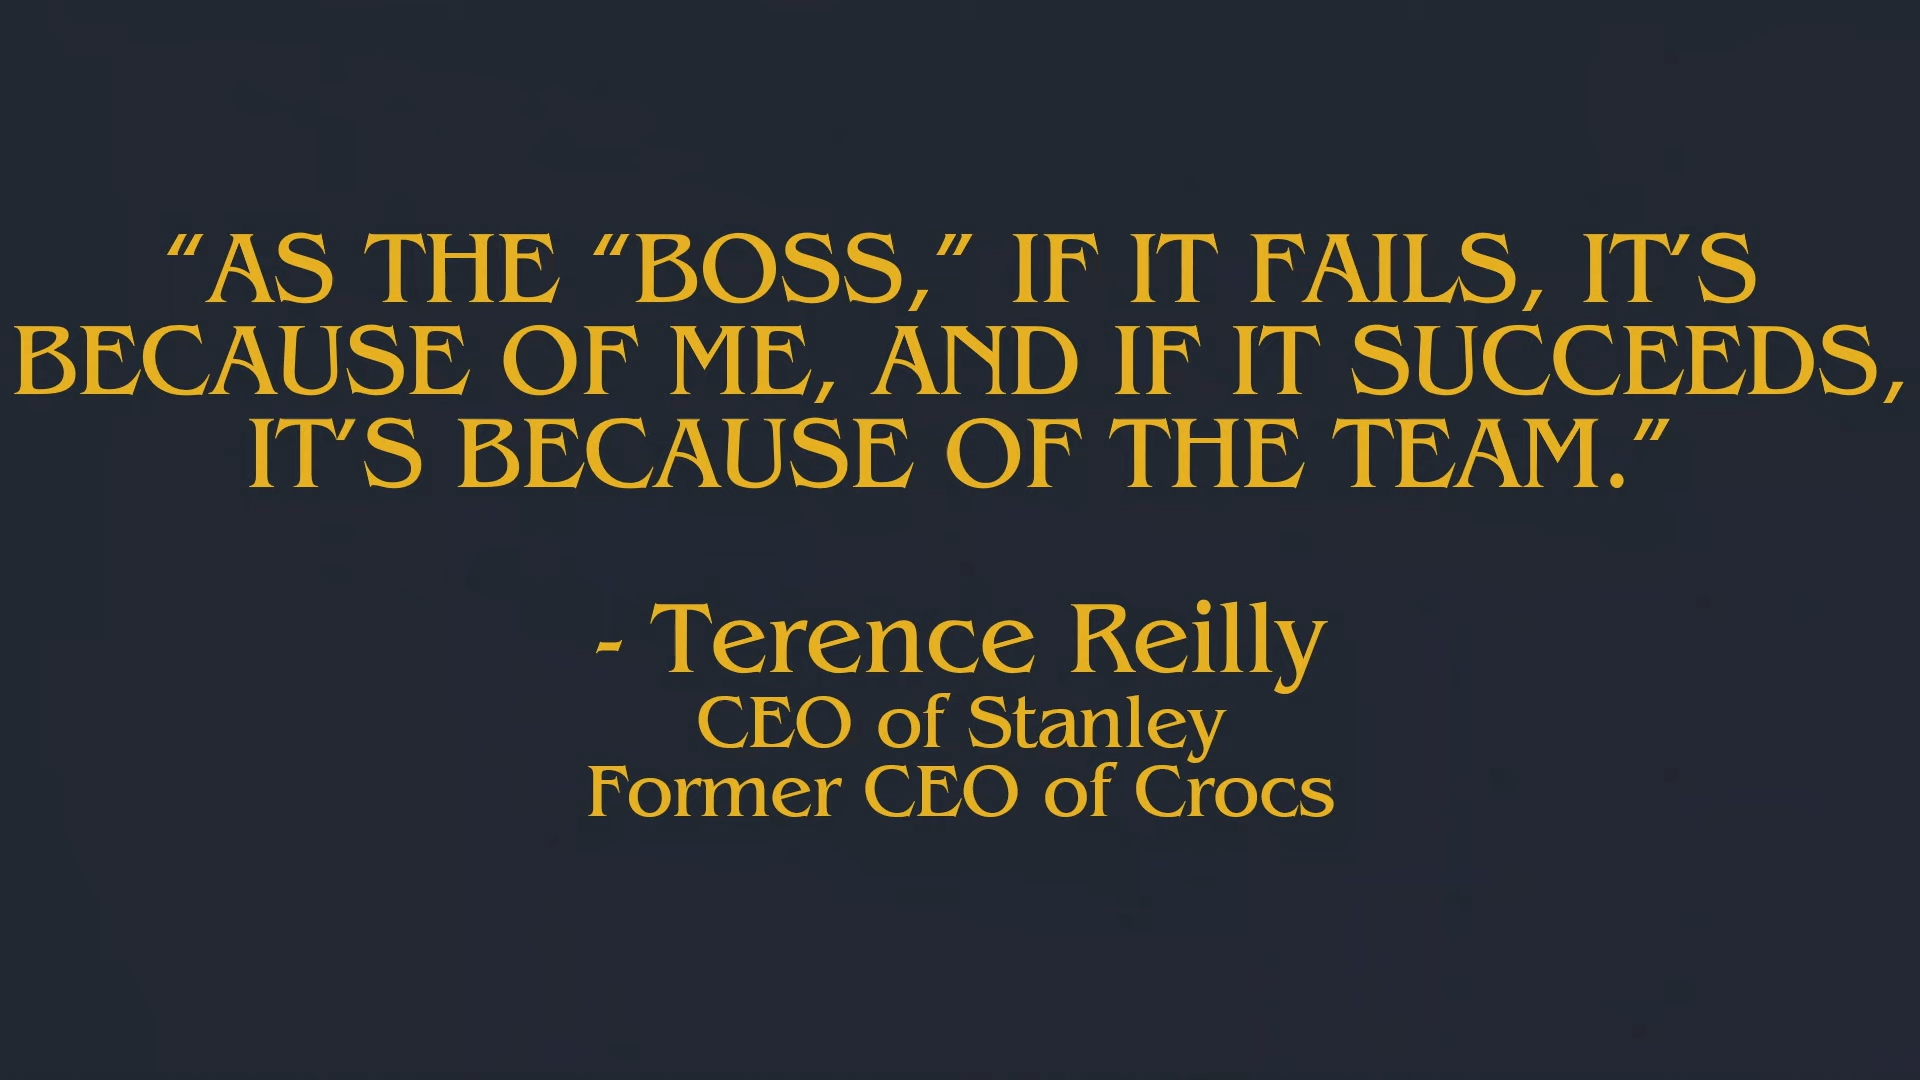 “AS THE “BOSS,” IF IT FAILS, IT’S
BECAUSE OF ME, AND IF IT SUCCEEDS,
IT’S BECAUSE OF THE TEAM.”
- Terence Reilly
CEO of Stanley
Former CEO of Crocs